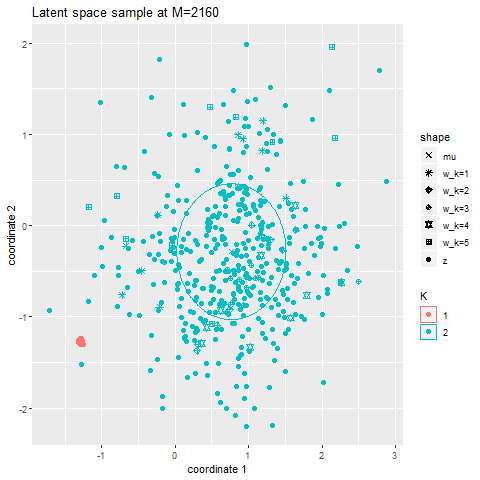 Latent space sample at M=2160
2
1
0
-1
-2
coordinate 2
-1
0
1
2
3
coordinate 1
shape
mu
w_k=1
w_k=2
w_k=3
w_k=4
w_k=5
z
K
1
2